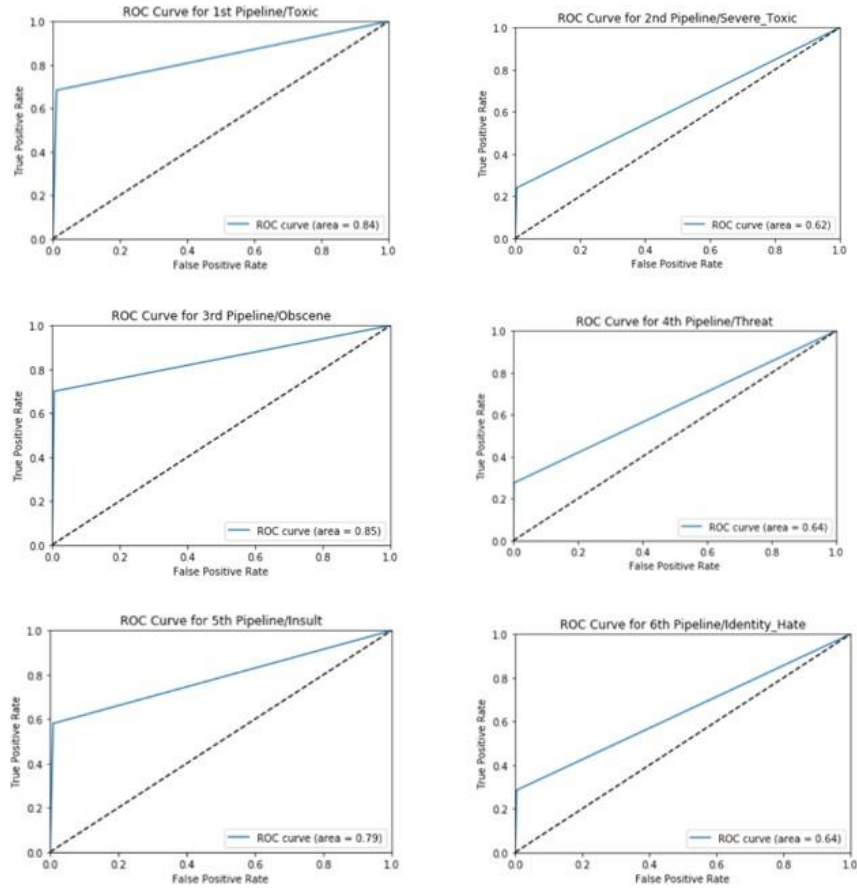 ROC Curve for 1st Pipeline/Toxic
1.0
0.8
0.6
0.4
0.2
0.0
True Positive Rate
ROC curve (area = 0.84)
0.0 0.2 0.4 0.6 0.8 1.0
False Positive Rate
ROC Curve for 2nd Pipeline/Severe_Toxic
1.0
0.8
0.6
0.4
0.2
0.0
True Positive Rate
ROC curve (area = 0.62)
0.0 0.2 0.4 0.6 0.8 1.0
False Positive Rate
ROC Curve for 3rd Pipeline/Obscene
1.0
0.8
0.6
0.4
0.2
0.0
True Positive Rate
ROC curve (area = 0.85)
0.0 0.2 0.4 0.6 0.8 1.0
False Positive Rate
ROC Curve for 4th Pipeline/Threat
1.0
0.8
0.6
0.4
0.2
0.0
True Positive Rate
ROC curve (area = 0.64)
0.0 0.2 0.4 0.6 0.8 1.0
False Positive Rate
ROC Curve for 5th Pipeline/Insult
1.0
0.8
0.6
0.4
0.2
0.0
True Positive Rate
ROC curve (area = 0.79)
0.0 0.2 0.4 0.6 0.8 1.0
False Positive Rate
ROC Curve for 6th Pipeline/Identity_Hate
1.0
0.8
0.6
0.4
0.2
0.0
True Positive Rate
ROC curve (area = 0.64)
0.0 0.2 0.4 0.6 0.8 1.0
False Positive Rate